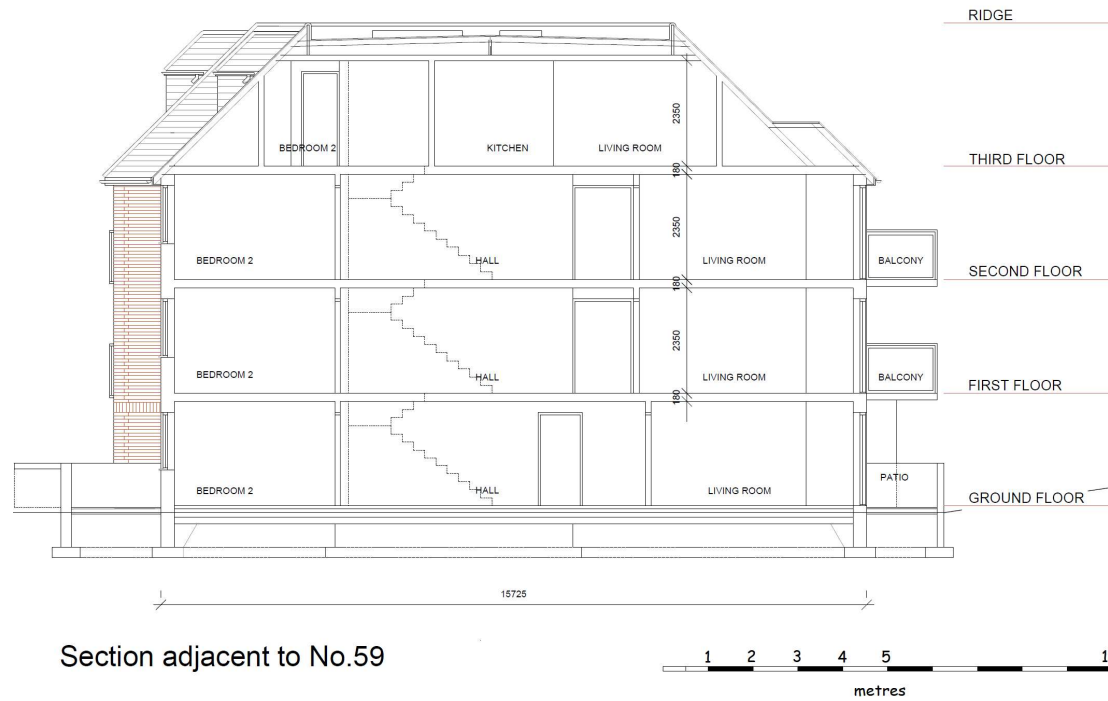 RIDGE
2350
BEDROOM 2
KITCHEN
LIVING ROOM
THIRD FLOOR
180
2350
BEDROOM 2
HALL
LIVING ROOM
BALCONY
SECOND FLOOR
180
2350
BEDROOM 2
HALL
LIVING ROOM
BALCONY
FIRST FLOOR
180
BEDROOM 2
HALL
LIVING ROOM
PATIO
GROUND FLOOR
15725
Section adjacent to No.59
1 2 3 4 5 1
metres